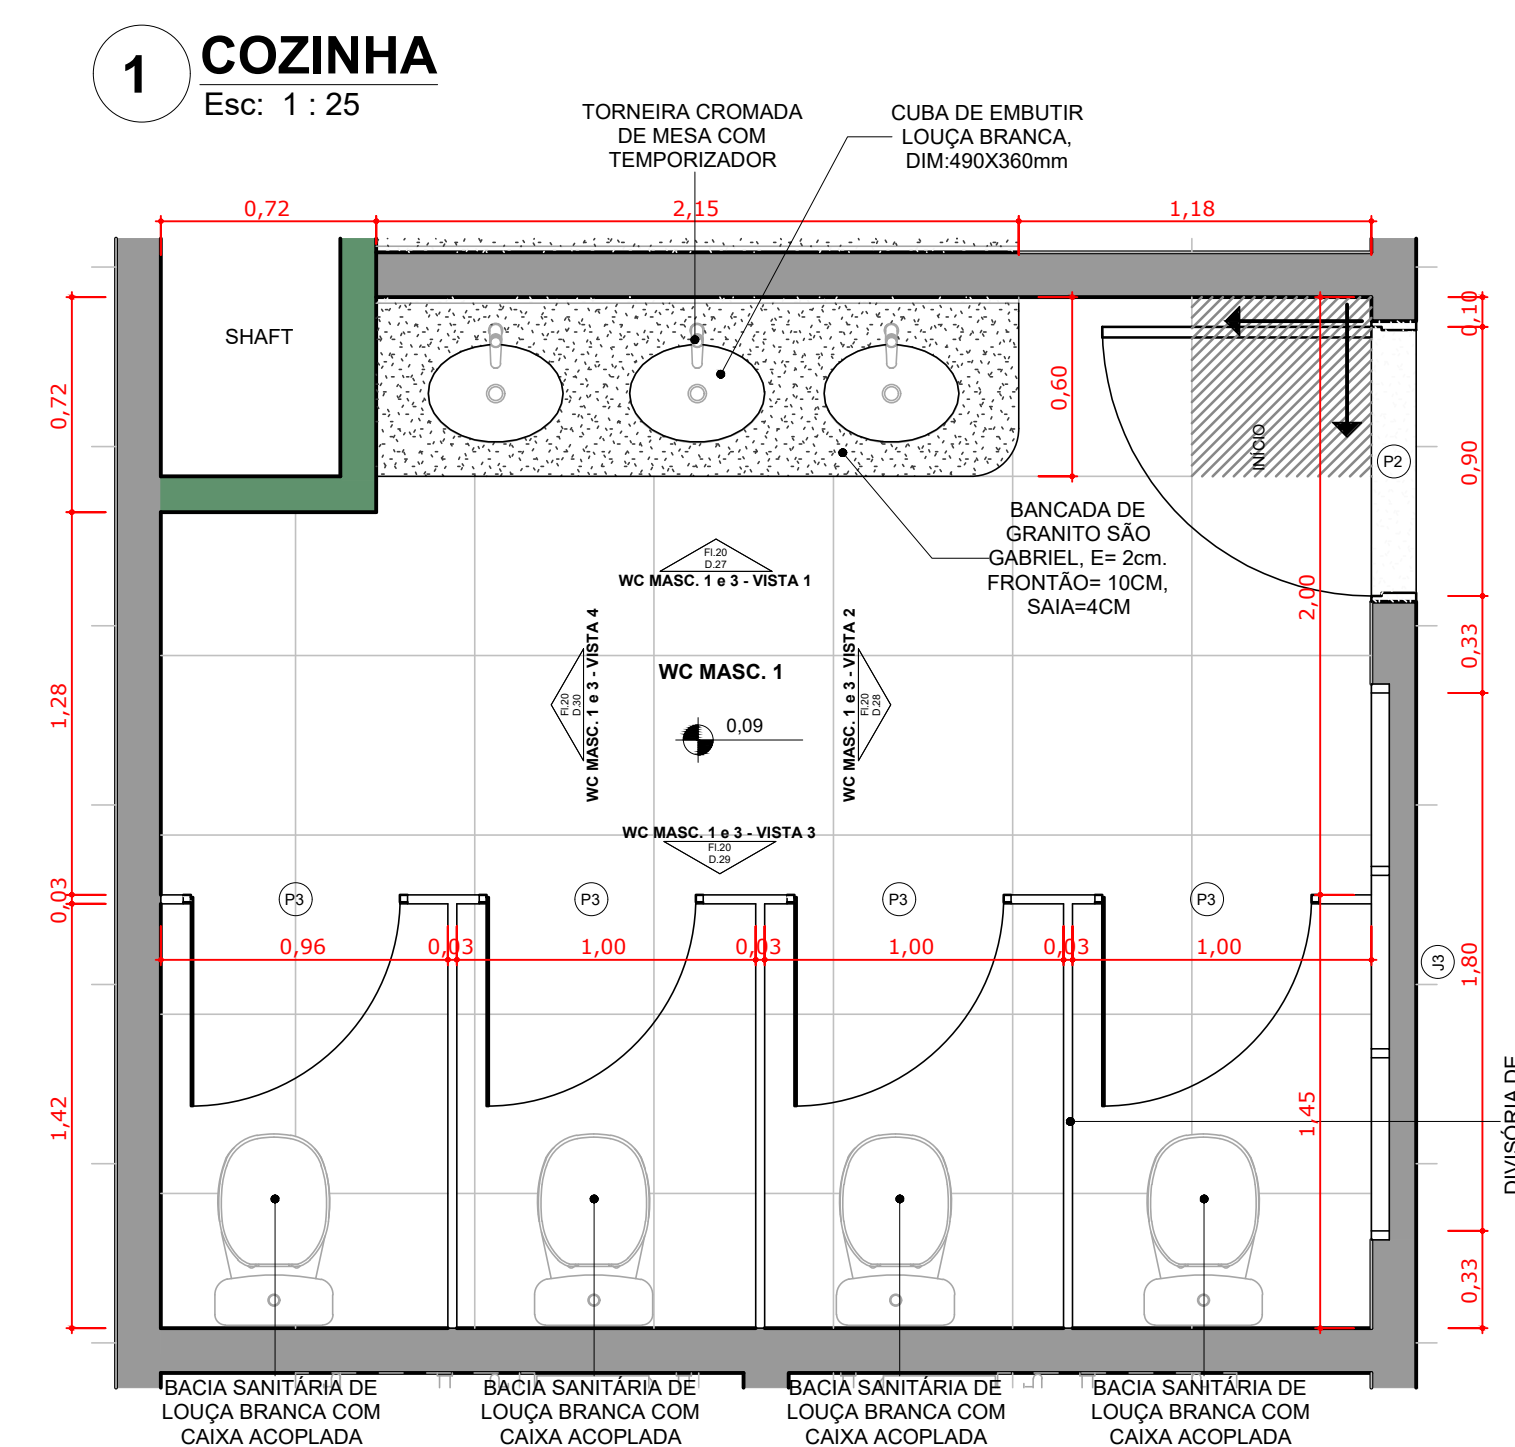 1
COZINHA
Esc: 1 : 25
TORNEIRA CROMADA
DE MESA COM
TEMPORIZADOR
CUBA DE EMBUTIR
LOUÇA BRANCA,
DIM:490X360mm
0,72
2,15
1,18
SHAFT
0,10
0,72
0,60
INÍCIO
P2
0,90
BANCADA DE
GRANITO SÃO
GABRIEL, E= 2cm.
FRONTÃO= 10CM,
SAIA=4CM
Fl.20
D.27
WC MASC. 1 e 3 - VISTA 1
2,00
0,33
1,28
Fl.20
D.30
WC MASC. 1 e 3 - VISTA 4
WC MASC. 1
0,09
WC MASC. 1 e 3 - VISTA 2
Fl.20
D.28
WC MASC. 1 e 3 - VISTA 3
Fl.20
D.29
0,03
P3
P3
P3
P3
0,96
0,03
1,00
0,03
1,00
0,03
1,00
J3
1,80
1,42
1,45
DIVISÓRIA DE
0,33
BACIA SANITÁRIA DE
LOUÇA BRANCA COM
CAIXA ACOPLADA
BACIA SANITÁRIA DE
LOUÇA BRANCA COM
CAIXA ACOPLADA
BACIA SANITÁRIA DE
LOUÇA BRANCA COM
CAIXA ACOPLADA
BACIA SANITÁRIA DE
LOUÇA BRANCA COM
CAIXA ACOPLADA